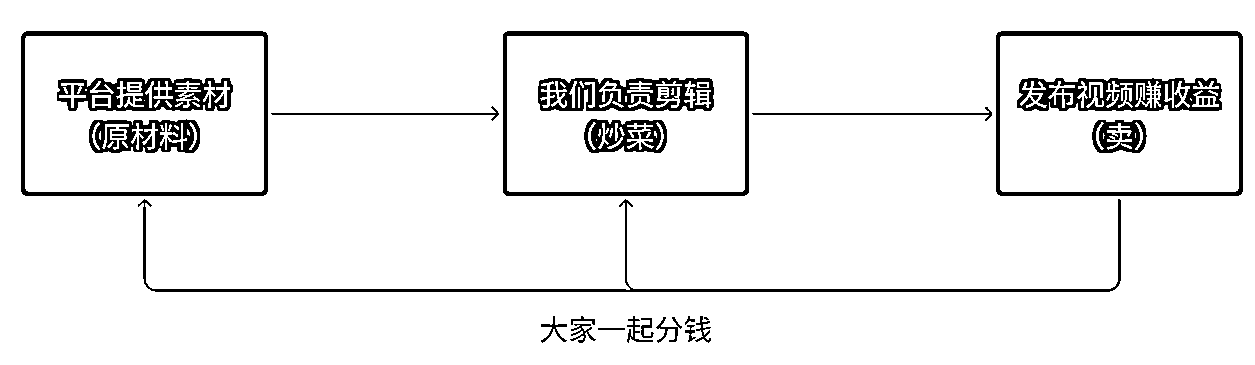 平台提供素材
（原材料）
我们负责剪辑
（炒菜）
发布视频赚收益
（卖）
大家一起分钱